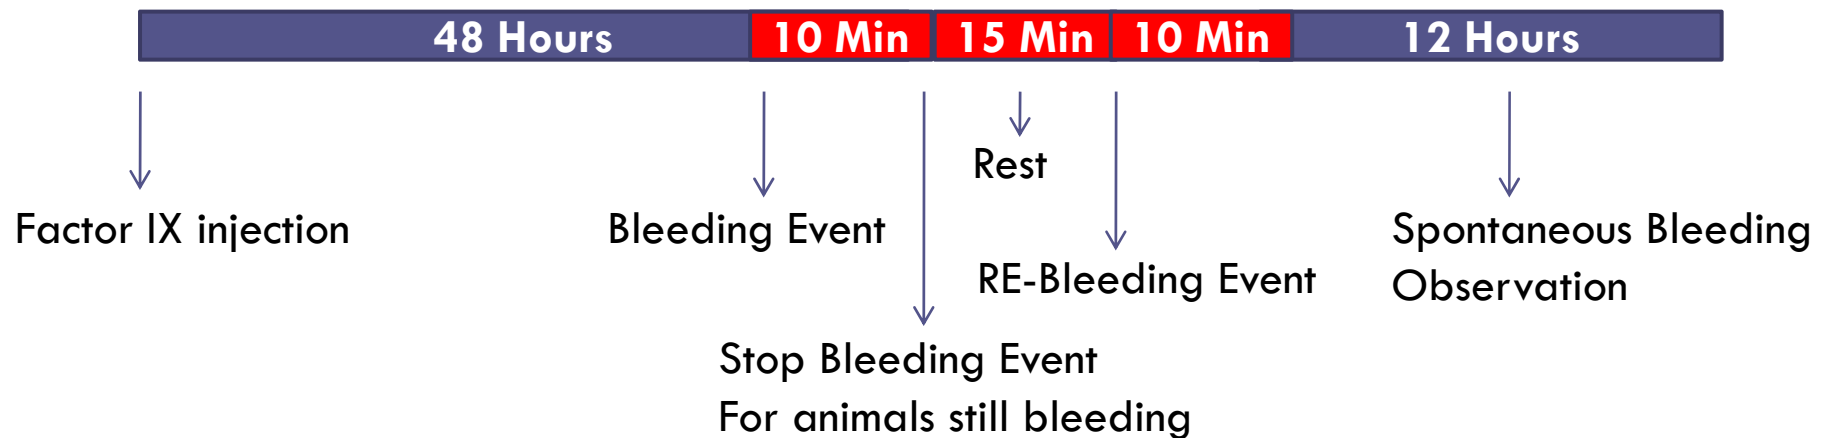 48 Hours
10 Min
15 Min
10 Min
12 Hours
Rest
Factor IX injection
Bleeding Event
Spontaneous Bleeding
Observation
RE-Bleeding Event
Stop Bleeding Event
For animals still bleeding